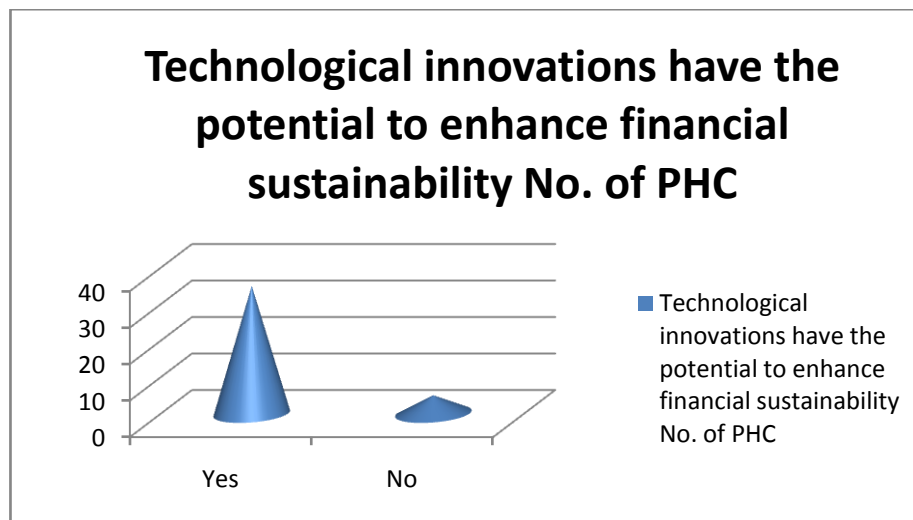 Technological innovations have the
potential to enhance financial
sustainability No. of PHC
40
30
20
10
0
Yes
No
Technological
innovations have the
potential to enhance
financial sustainability
No. of PHC